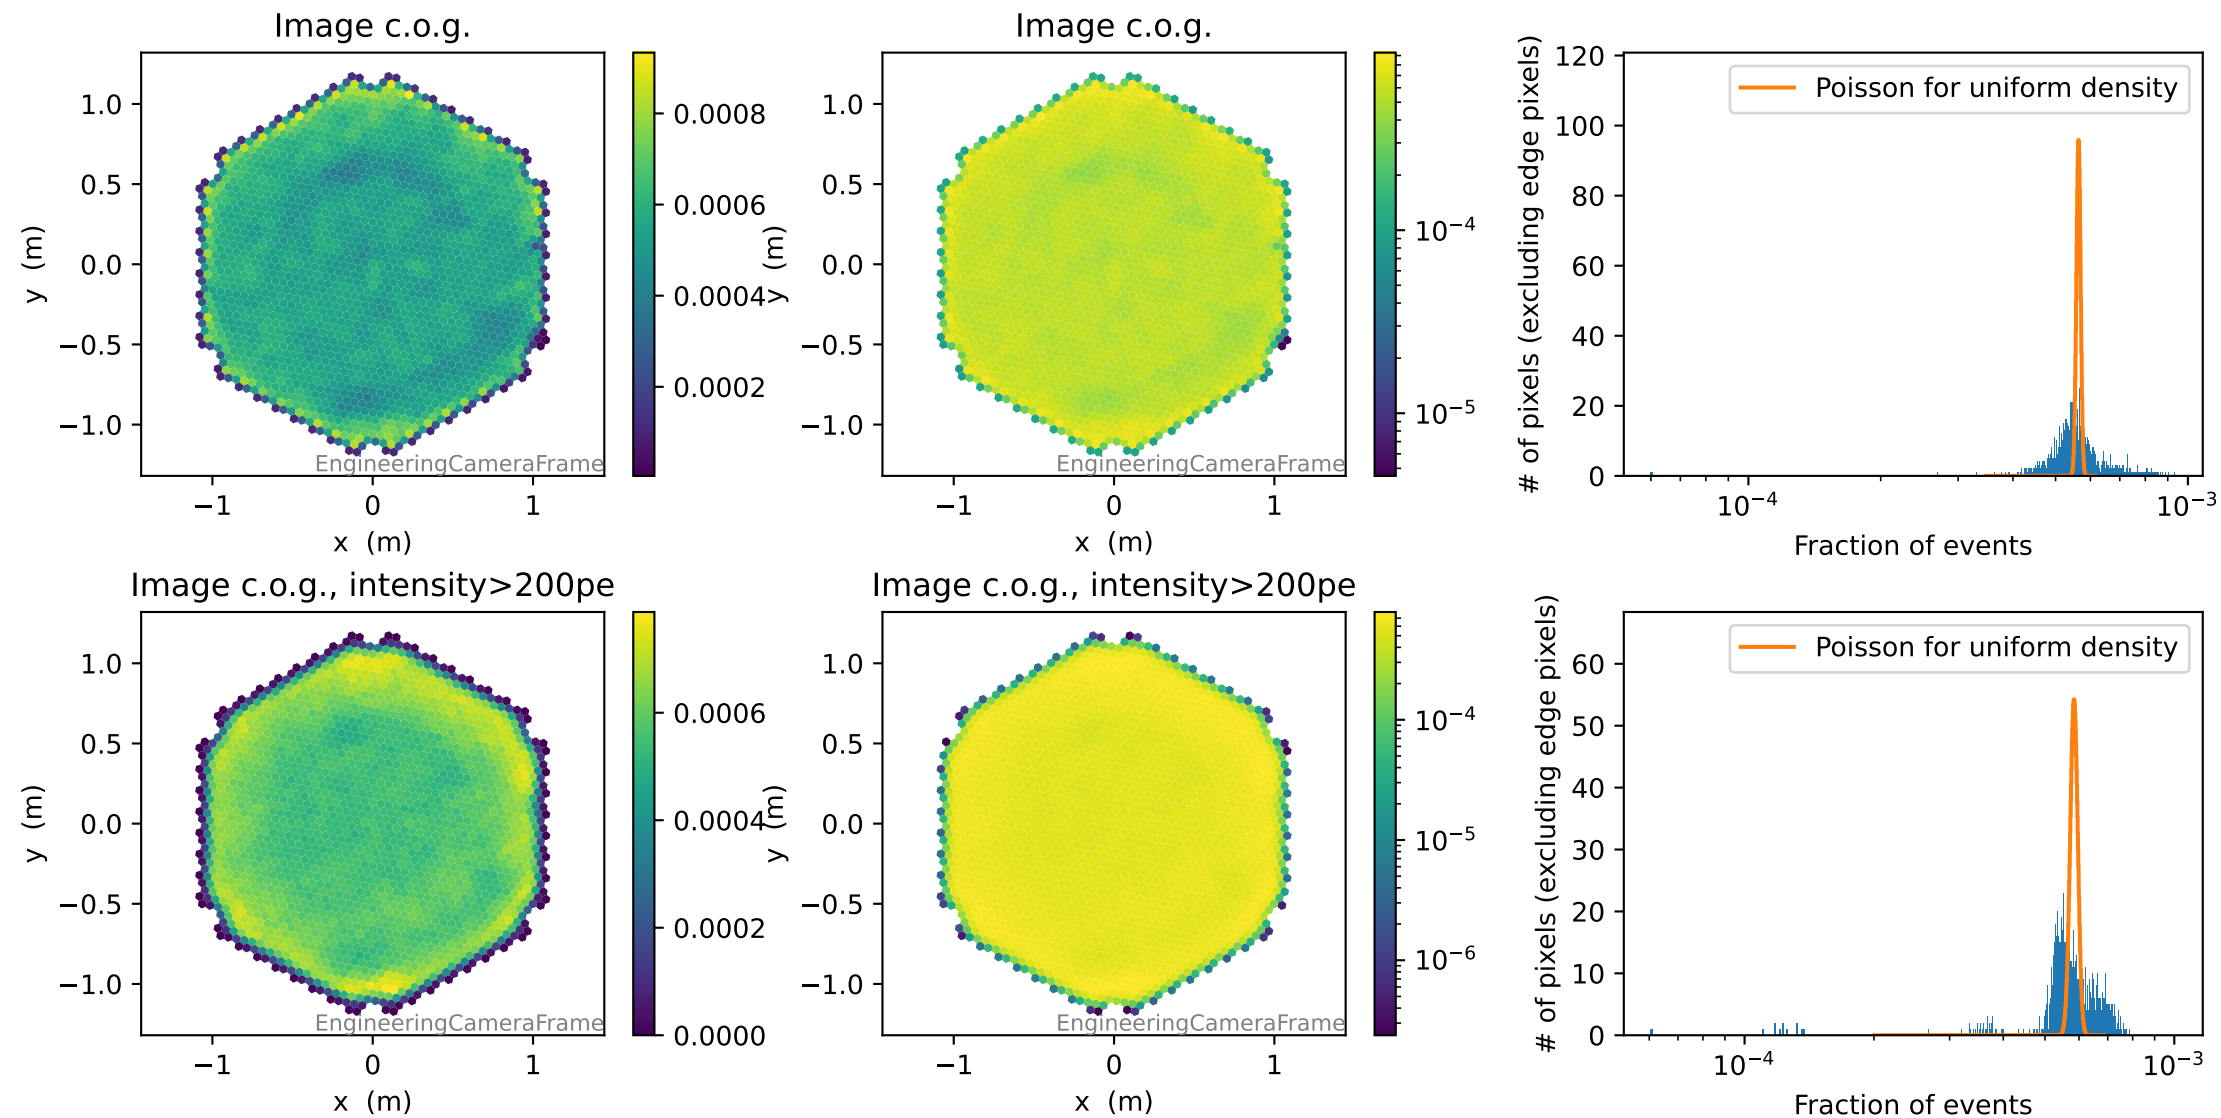 Image c.o.g.
1.0
0.5
0.0
−0.5
−1.0
y (m)
−1
0
1
x (m)
EngineeringCameraFrame
0.0008
0.0006
0.0004
0.0002
Image c.o.g.
1.0
0.5
0.0
−0.5
−1.0
y (m)
−1
0
1
x (m)
EngineeringCameraFrame
10⁻⁴
10⁻⁵
# of pixels (excluding edge pixels)
120
100
80
60
40
20
0
Poisson for uniform density
10⁻⁴
10⁻³
Fraction of events
Image c.o.g., intensity>200pe
1.0
0.5
0.0
−0.5
−1.0
y (m)
−1
0
1
x (m)
EngineeringCameraFrame
0.0006
0.0004
0.0002
0.0000
Image c.o.g., intensity>200pe
1.0
0.5
0.0
−0.5
−1.0
y (m)
−1
0
1
x (m)
EngineeringCameraFrame
10⁻⁴
10⁻⁵
10⁻⁶
# of pixels (excluding edge pixels)
60
50
40
30
20
10
0
Poisson for uniform density
10⁻⁴
10⁻³
Fraction of events